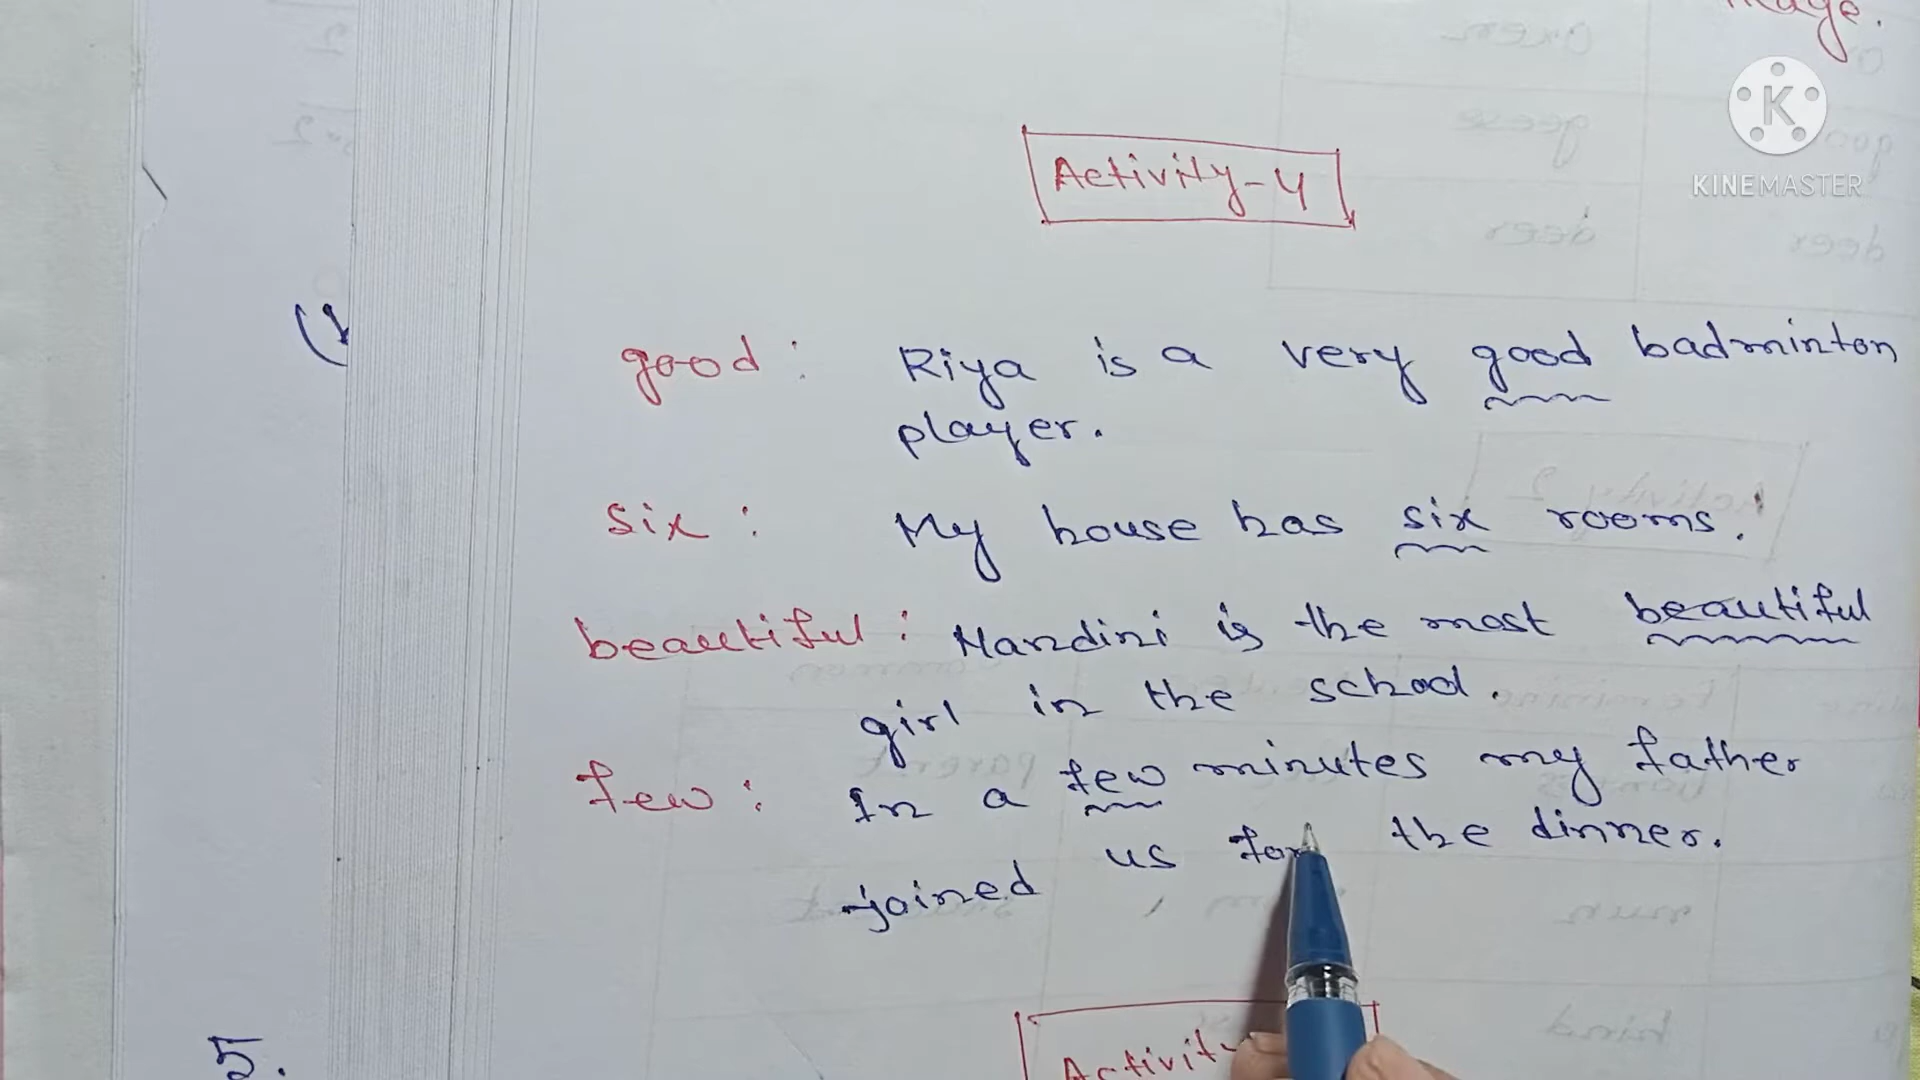 KINEMASTER
Activity-4
good : Riya is a very good badminton
player.
six : My house has six rooms.
beautiful : Nandini is the most beautiful
girl in the school.
few : In a few minutes my father
joined us for the dinner.
5.